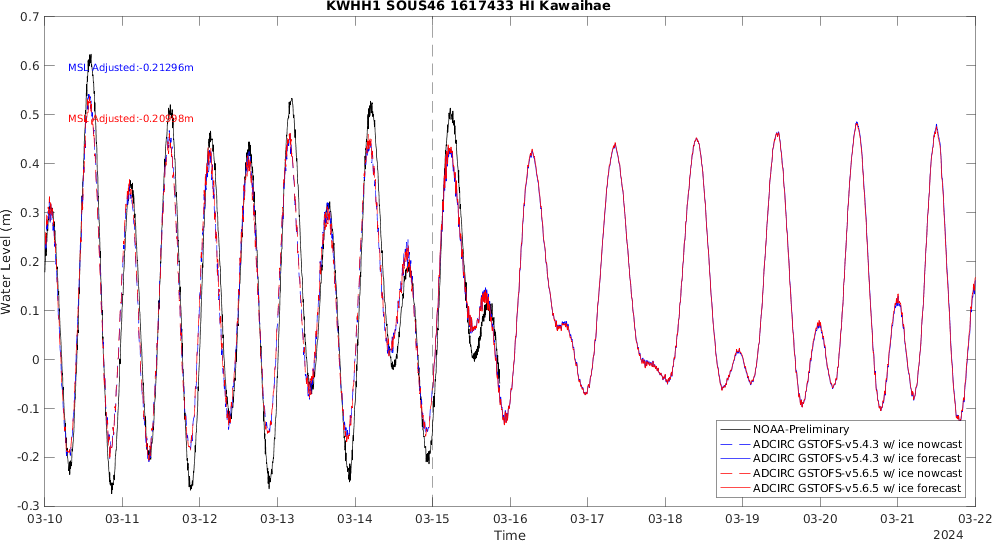 KWHH1 SOUS46 1617433 HI Kawaihae
Water Level (m)
0.7
0.6
0.5
0.4
0.3
0.2
0.1
0
-0.1
-0.2
-0.3
MSL Adjusted:-0.21296m
MSL Adjusted:-0.20998m
NOAA-Preliminary
ADCIRC GSTOFS-v5.4.3 w/ ice nowcast
ADCIRC GSTOFS-v5.4.3 w/ ice forecast
ADCIRC GSTOFS-v5.6.5 w/ ice nowcast
ADCIRC GSTOFS-v5.6.5 w/ ice forecast
03-10 03-11 03-12 03-13 03-14 03-15 03-16 03-17 03-18 03-19 03-20 03-21 03-22
Time
2024